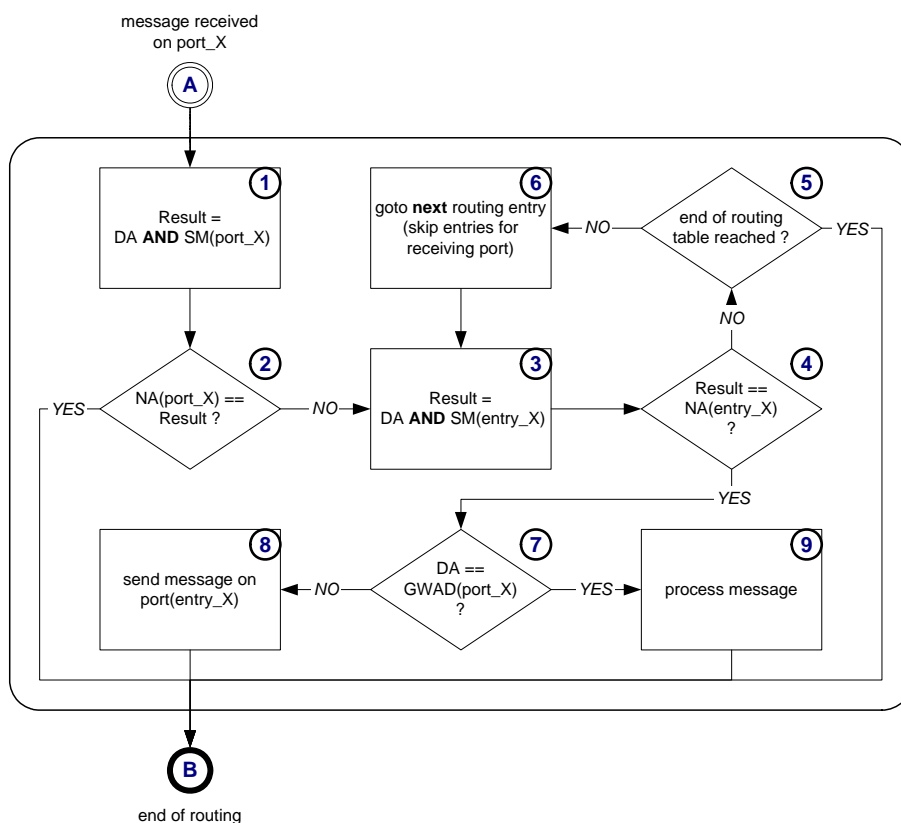 message received
on port_X
A
1
Result =
DA AND SM(port_X)
6
goto next routing entry
(skip entries for
receiving port)
5
end of routing
table reached ?
NO
YES
NO
2
NA(port_X) ==
Result ?
YES
NO
3
Result =
DA AND SM(entry_X)
4
Result ==
NA(entry_X)
?
YES
8
send message on
port(entry_X)
NO
7
DA ==
GWAD(port_X)
?
YES
9
process message
B
end of routing